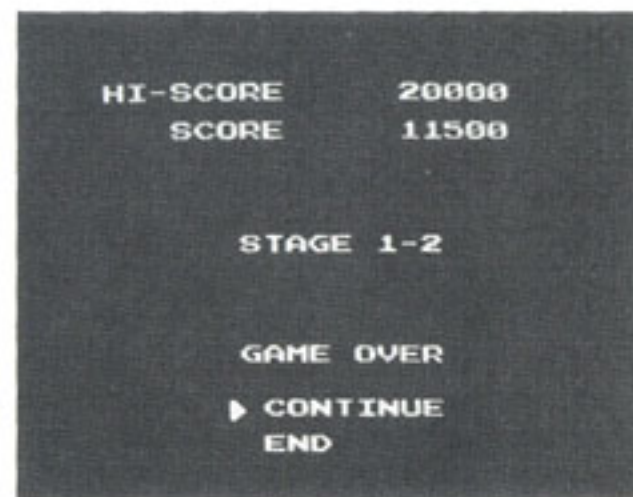 HI-SCORE 20000
SCORE 11500
STAGE 1-2
GAME OVER
CONTINUE
END